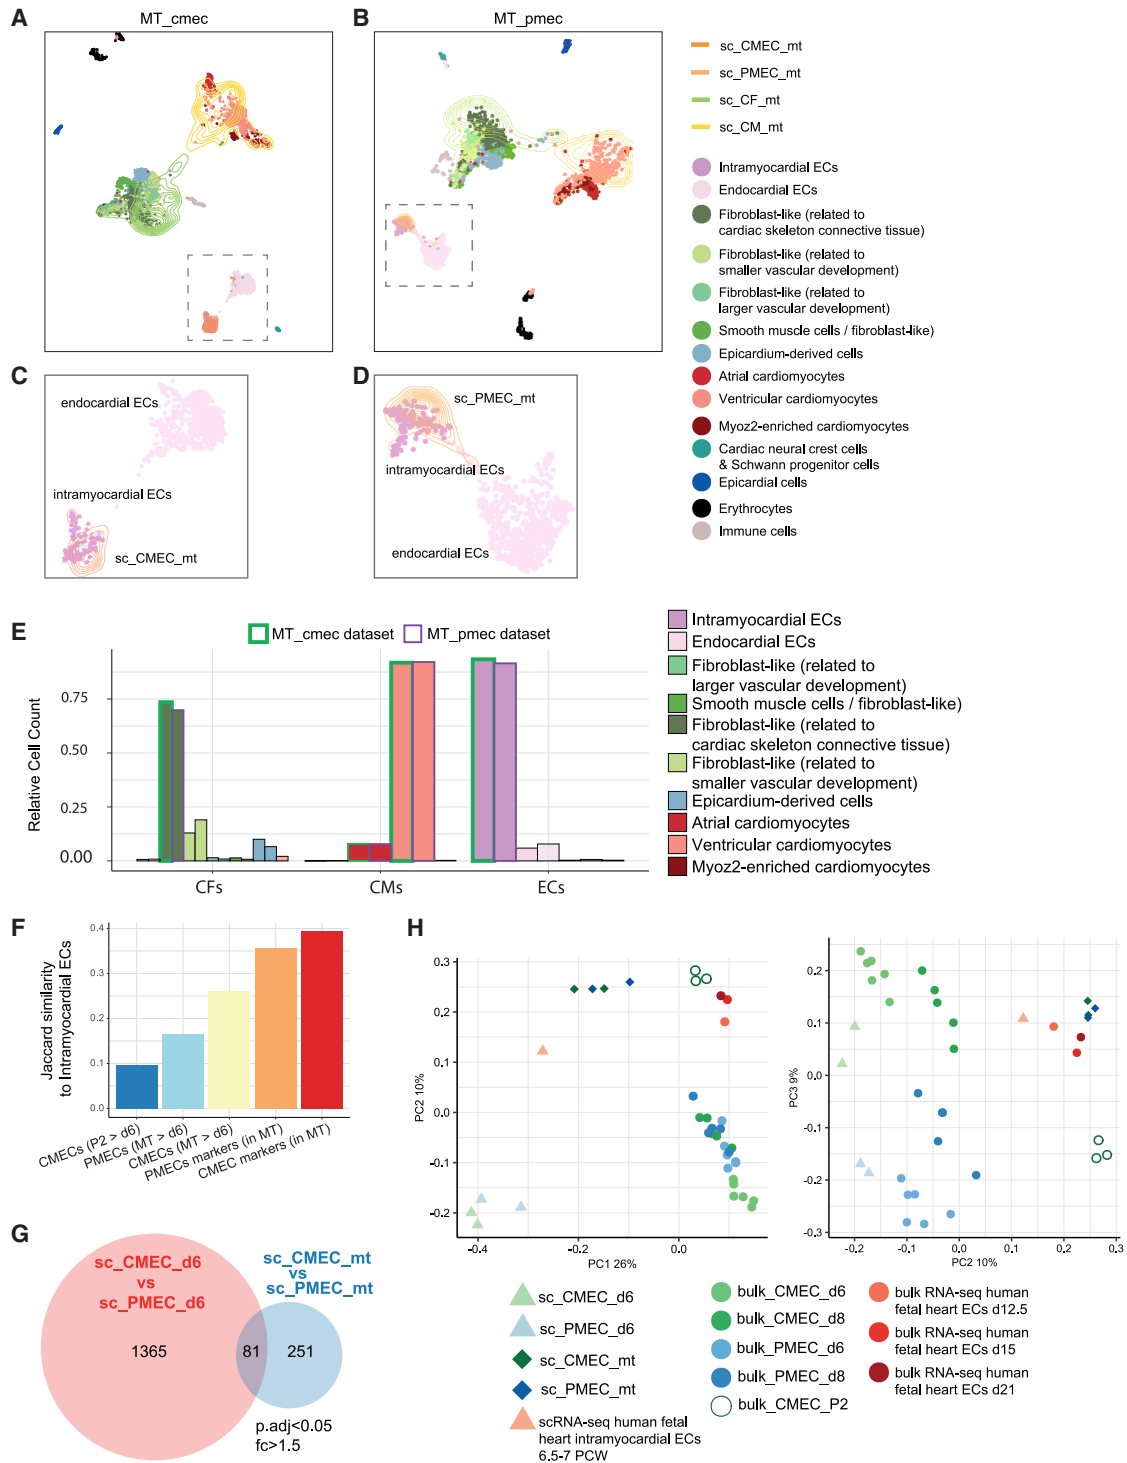 A
MT_cmec
B
MT_pmec
sc_CMEC_mt
sc_PMEC_mt
sc_CF_mt
sc_CM_mt
Intramyocardial ECs
Endocardial ECs
Fibroblast-like (related to
cardiac skeleton connective tissue)
Fibroblast-like (related to
smaller vascular development)
Fibroblast-like (related to
larger vascular development)
Smooth muscle cells / fibroblast-like)
Epicardium-derived cells
Atrial cardiomyocytes
Ventricular cardiomyocytes
Myoz2-enriched cardiomyocytes
Cardiac neural crest cells
& Schwann progenitor cells
Epicardial cells
Erythrocytes
Immune cells
C
endocardial ECs
intramyocardial ECs
sc_CMEC_mt
D
sc_PMEC_mt
intramyocardial ECs
endocardial ECs
E
MT_cmec dataset
MT_pmec dataset
Relative Cell Count
0.75
0.50
0.25
0.00
CFs
CMs
ECs
Intramyocardial ECs
Endocardial ECs
Fibroblast-like (related to
larger vascular development)
Smooth muscle cells / fibroblast-like)
Fibroblast-like (related to
cardiac skeleton connective tissue)
Fibroblast-like (related to
smaller vascular development)
Epicardium-derived cells
Atrial cardiomyocytes
Ventricular cardiomyocytes
Myoz2-enriched cardiomyocytes
F
Jaccard similarity
to Intramyocardial ECs
0.4
0.3
0.2
0.1
0.0
CMECs (P2 > d6)
PMECs (MT > d6)
CMECs (MT > d6)
PMECs markers (in MT)
CMEC markers (in MT)
G
sc_CMEC_d6
vs
sc_PMEC_d6
sc_CMEC_mt
vs
sc_PMEC_mt
1365
81
251
p.adj<0.05
fc>1.5
H
PC2 10%
0.3
0.2
0.3
0.0
-0.1
-0.2
-0.4
-0.2
0.0
PC1 26%
PC3 9%
0.2
0.1
0.0
-0.1
-0.2
-0.3
-0.2
-0.1
0.0
0.1
0.2
0.3
PC2 10%
sc_CMEC_d6
sc_PMEC_d6
sc_CMEC_mt
sc_PMEC_mt
scRNA-seq human fetal
heart intramyocardial ECs
6.5-7 PCW
bulk_CMEC_d6
bulk_CMEC_d8
bulk_PMEC_d6
bulk_PMEC_d8
bulk_CMEC_P2
bulk RNA-seq human
fetal heart ECs d12.5
bulk RNA-seq human
fetal heart ECs d15
bulk RNA-seq human
fetal heart ECs d21